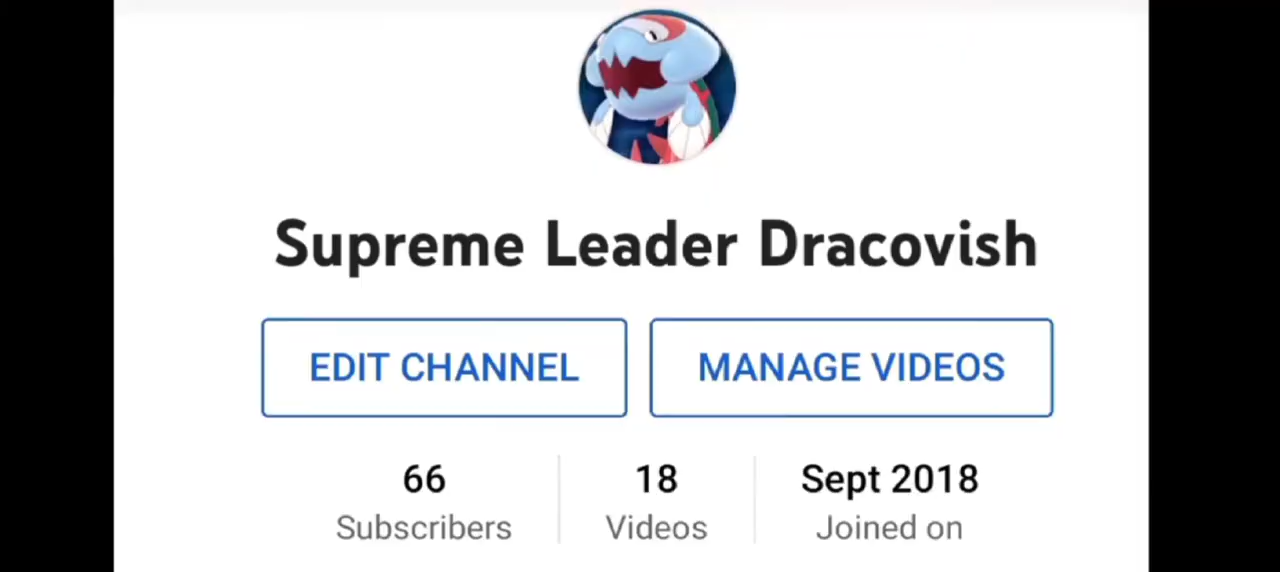 Supreme Leader Dracovish
EDIT CHANNEL MANAGE VIDEOS
66 18 Sept 2018
Subscribers Videos Joined on